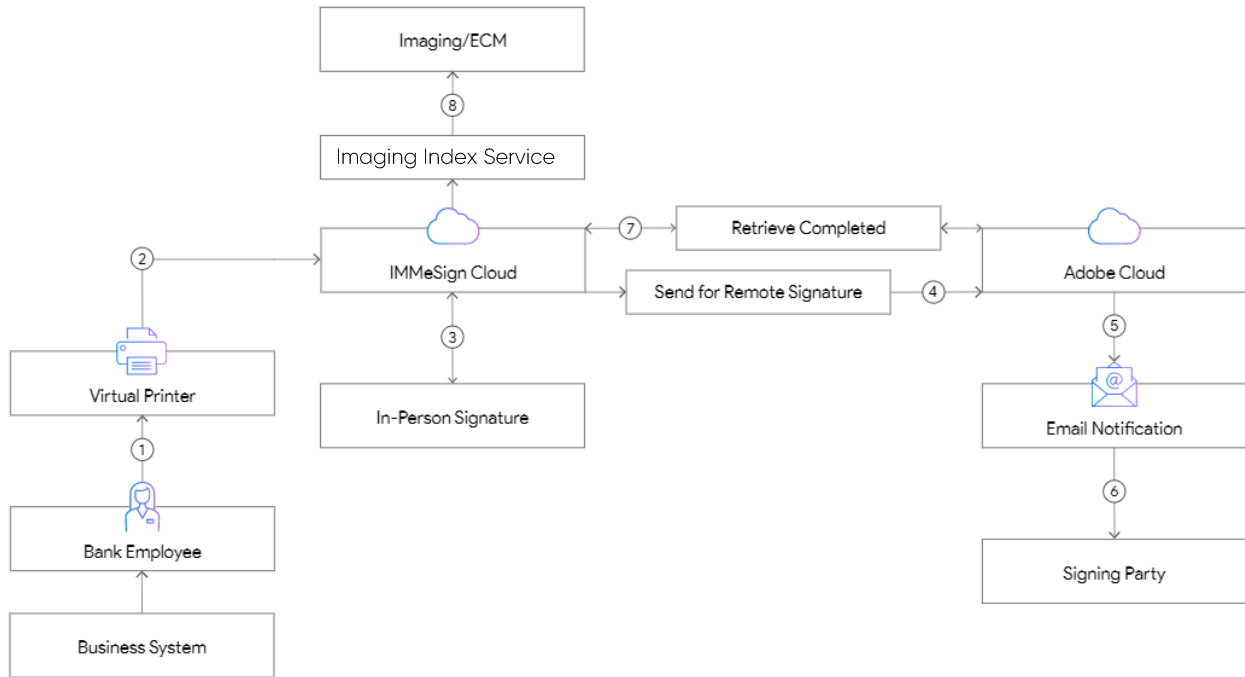 Imaging/ECM
8
Imaging Index Service
2
IMMeSign Cloud
7
Retrieve Completed
Adobe Cloud
Send for Remote Signature
4
3
5
@
Virtual Printer
In-Person Signature
Email Notification
1
6
Bank Employee
Signing Party
Business System